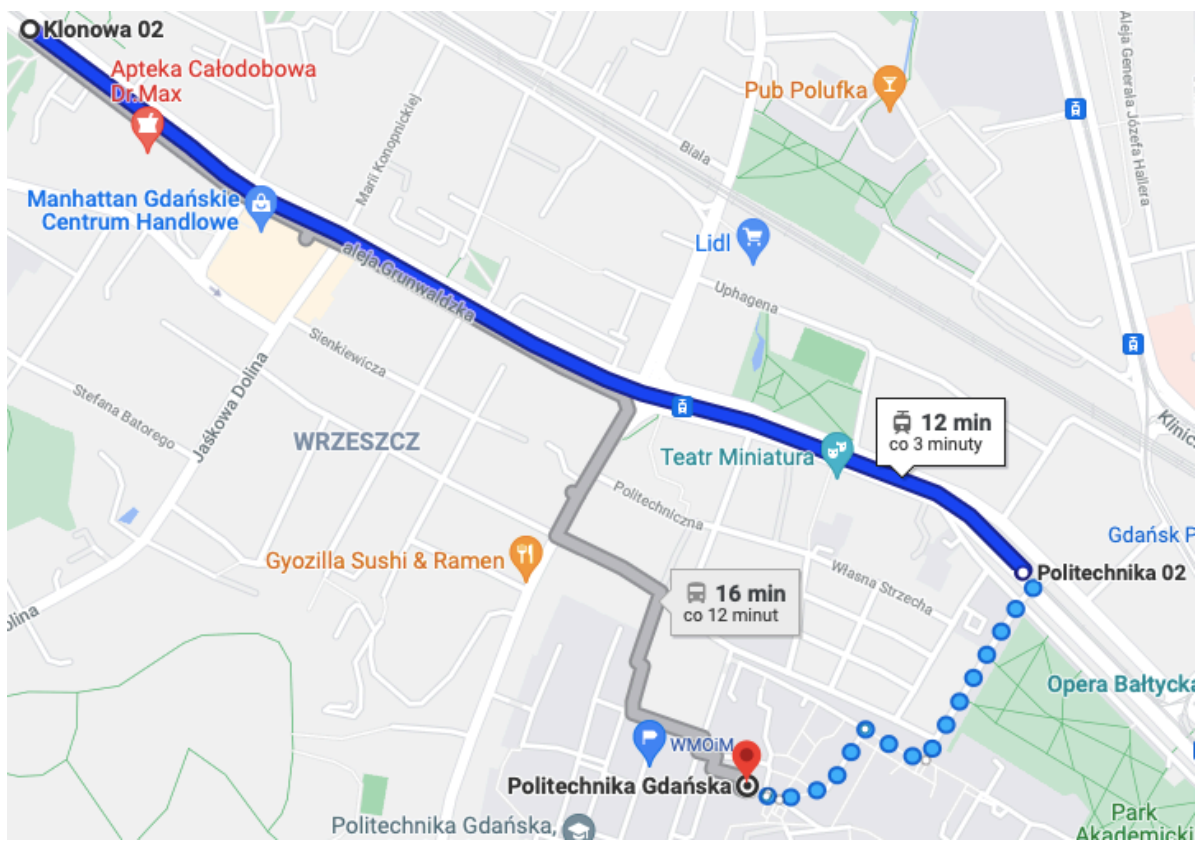 Klonowa 02
Apteka Całodobowa
Dr.Max
Pub Polufka
Aleja Generała Józefa Hallera
Marii Konopnickiej
Biała
Manhattan Gdańskie
Centrum Handlowe
Lidl
aleja Grunwaldzka
Uphagena
Sienkiewicza
Stefana Batorego
Jaśkowa Dolina
WRZESZCZ
12 min
co 3 minuty
Klinics
Teatr Miniatura
Politechniczna
Gdańsk P
Gyozilla Sushi & Ramen
Własna Strzecha
Politechnika 02
16 min
co 12 minut
olina
Opera Bałtycka
WMOiM
Politechnika Gdańska
Politechnika Gdańska,
Park
Akademicki